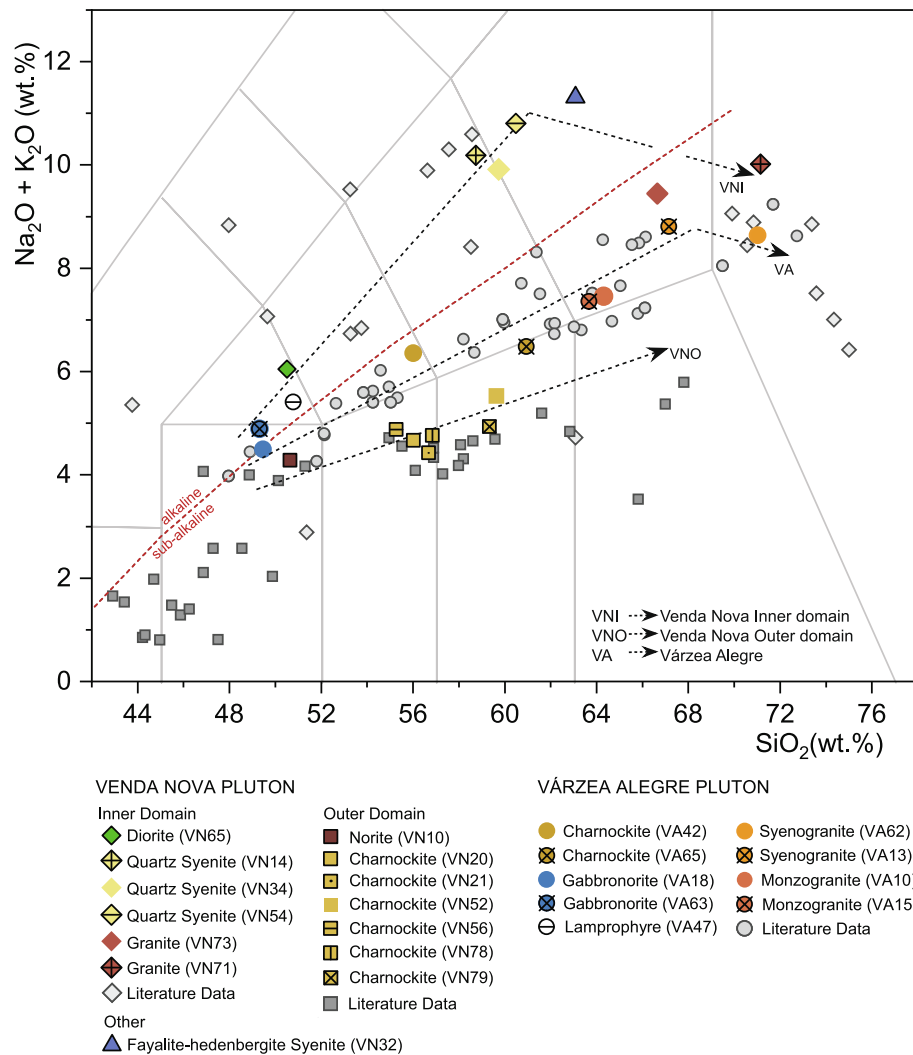 Na₂O + K₂O (wt.%)
12
10
8
6
4
2
0
VNI
VA
VNO
alkaline
sub-alkaline
VNI Venda Nova Inner domain
VNO Venda Nova Outer domain
VA Várzea Alegre
44 48 52 56 60 64 68 72 76
SiO₂(wt.%)
VENDA NOVA PLUTON
Inner Domain
Diorite (VN65)
Quartz Syenite (VN14)
Quartz Syenite (VN34)
Quartz Syenite (VN54)
Granite (VN73)
Granite (VN71)
Literature Data
Other
Fayalite-hedenbergite Syenite (VN32)
Outer Domain
Norite (VN10)
Charnockite (VN20)
Charnockite (VN21)
Charnockite (VN52)
Charnockite (VN56)
Charnockite (VN78)
Charnockite (VN79)
Literature Data
VÁRZEA ALEGRE PLUTON
Charnockite (VA42)
Charnockite (VA65)
Gabbronorite (VA18)
Gabbronorite (VA63)
Lamprophyre (VA47)
Syenogranite (VA62)
Syenogranite (VA13)
Monzogranite (VA10)
Monzogranite (VA15
Literature Data